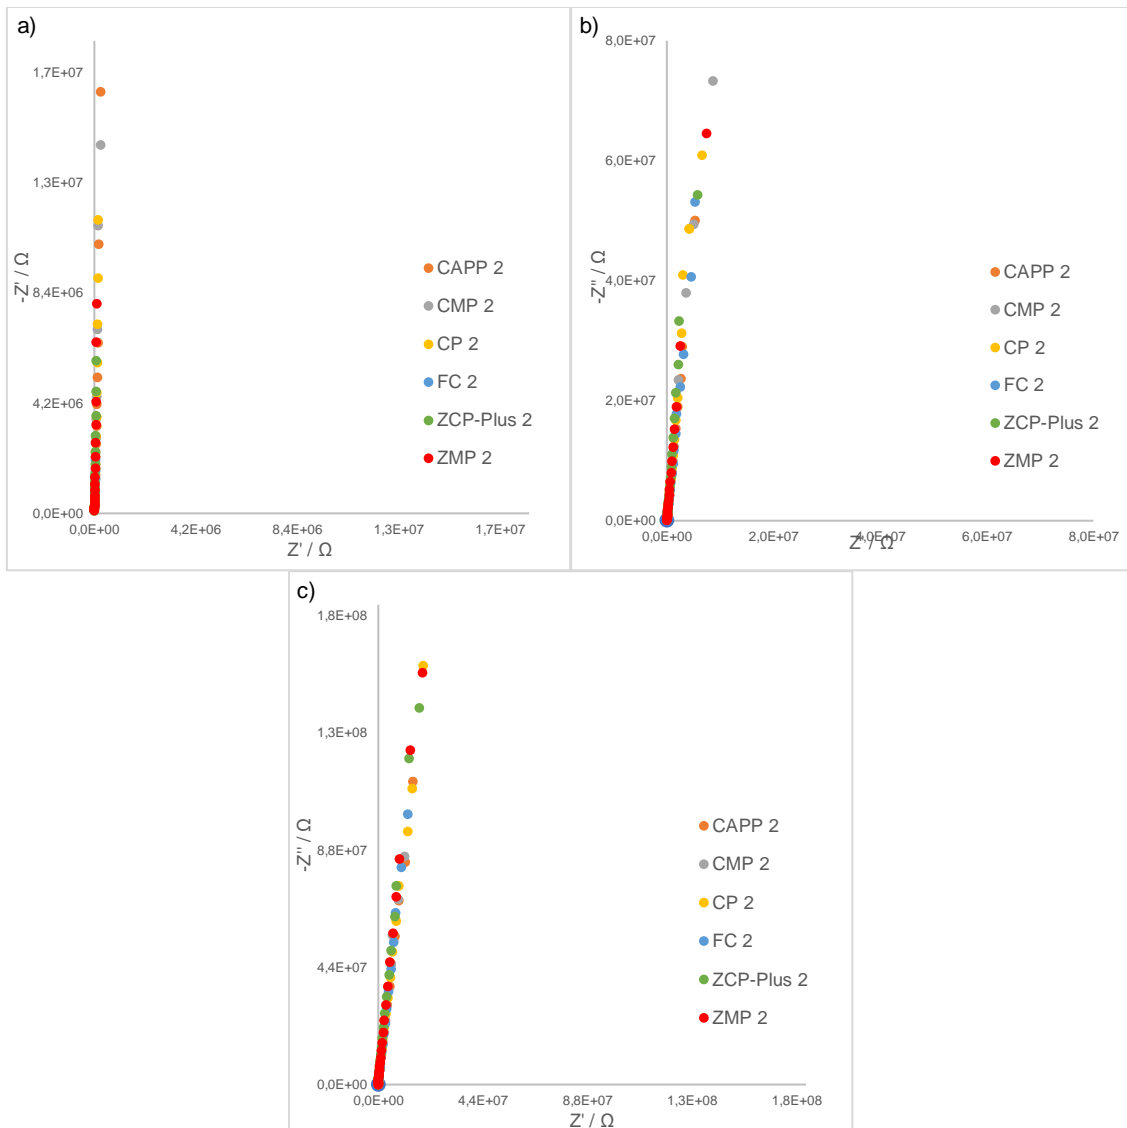 a)
1,7E+07
1,3E+07
8,4E+06
4,2E+06
0,0E+00
-Z'' / Ω
0,0E+00 4,2E+06 8,4E+06 1,3E+07 1,7E+07
Z' / Ω
CAPP 2
CMP 2
CP 2
FC 2
ZCP-Plus 2
ZMP 2
b)
8,0E+07
6,0E+07
4,0E+07
2,0E+07
0,0E+00
-Z'' / Ω
0,0E+00 2,0E+07 4,0E+07 6,0E+07 8,0E+07
Z' / Ω
CAPP 2
CMP 2
CP 2
FC 2
ZCP-Plus 2
ZMP 2
c)
1,8E+08
1,3E+08
8,8E+07
4,4E+07
0,0E+00
-Z'' / Ω
0,0E+00 4,4E+07 8,8E+07 1,3E+08 1,8E+08
Z' / Ω
CAPP 2
CMP 2
CP 2
FC 2
ZCP-Plus 2
ZMP 2